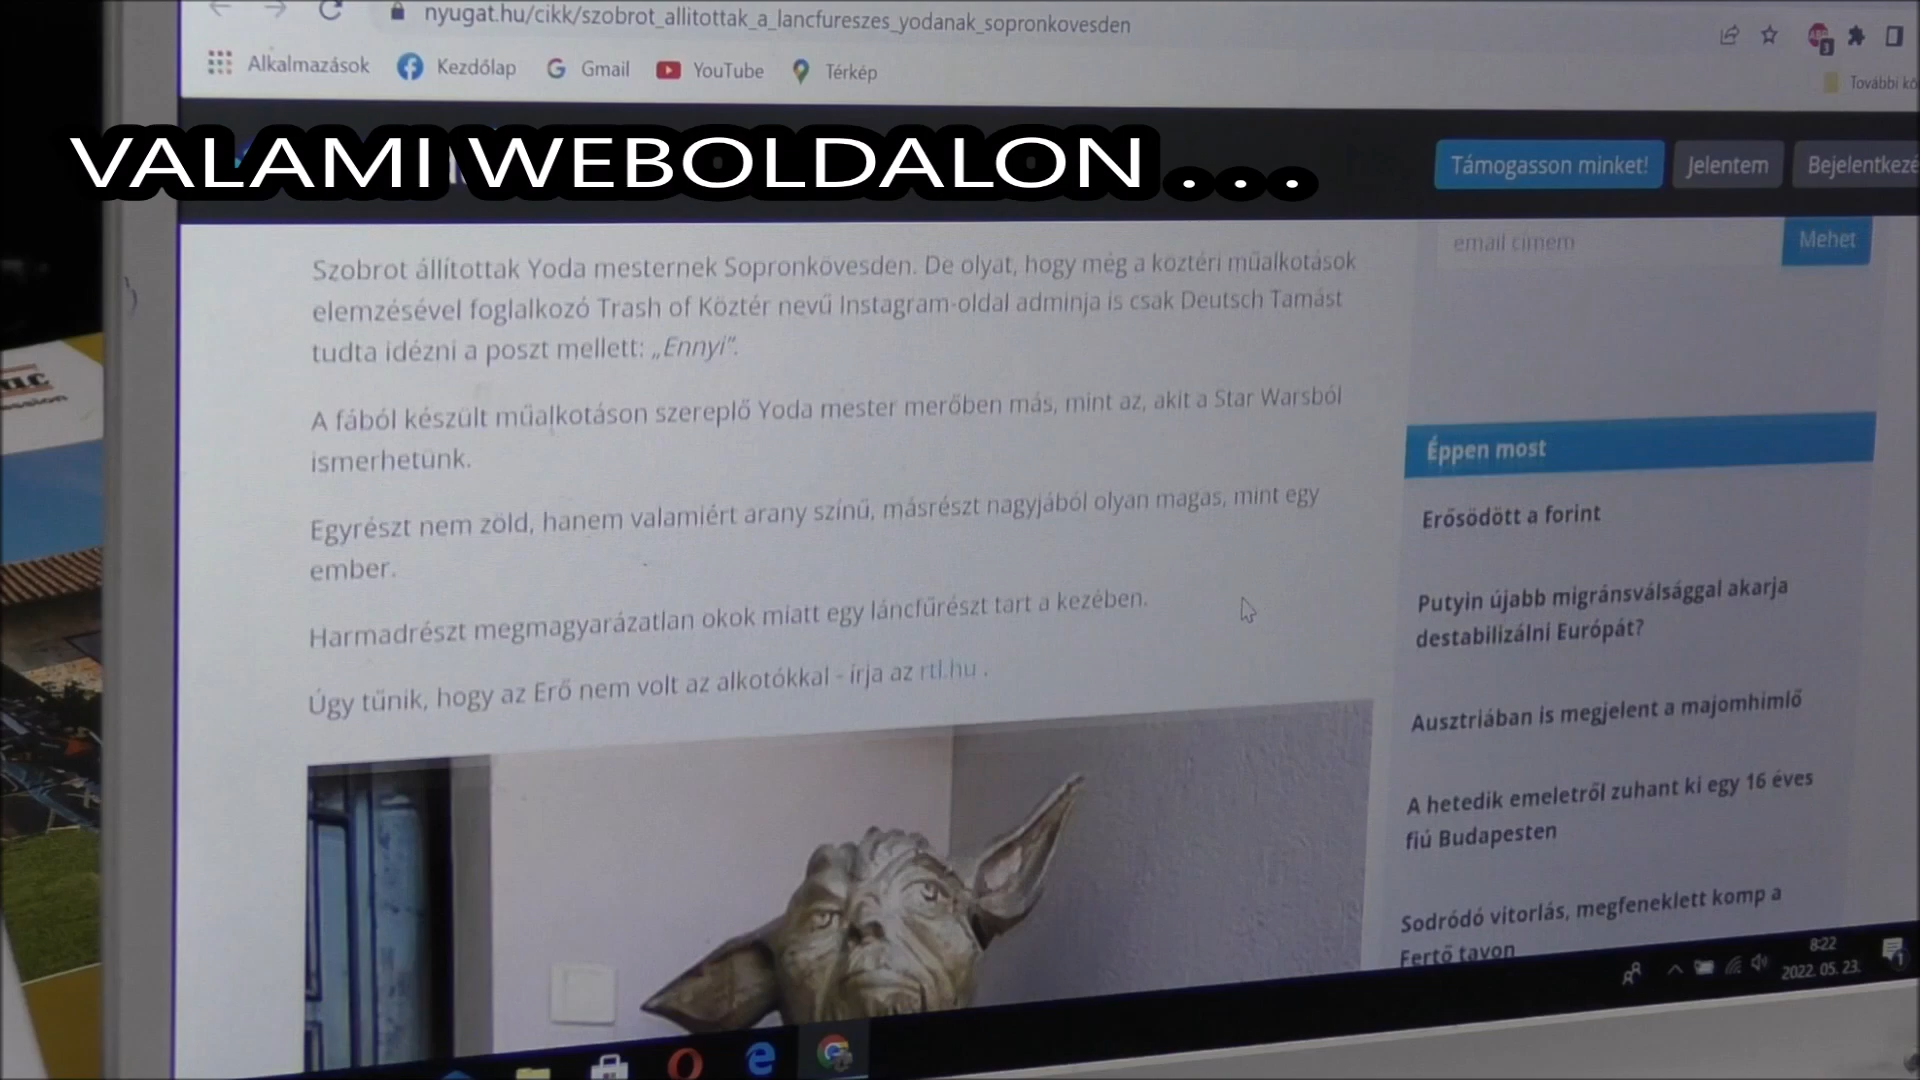 nyugat.hu/cikk/szobrot_allitottak_a_lancfureszes_yodanak_sopronkovesden
Alkalmazások Kezdőlap Gmail YouTube Térkép
További kö
VALAMI WEBOLDALON . . .
Támogasson minket! Jelentem Bejelentkezé
Szobrot állítottak Yoda mesternek Sopronkövesden. De olyat, hogy még a köztéri műalkotások
elemzésével foglalkozó Trash of Köztér nevű Instagram-oldal adminja is csak Deutsch Tamást
tudta idézni a poszt mellett: „Ennyi”.
A fából készült műalkotáson szereplő Yoda mester merőben más, mint az, akit a Star Warsból
ismerhetünk.
Egyrészt nem zöld, hanem valamiért arany színű, másrészt nagyjából olyan magas, mint egy
ember.
Harmadrészt megmagyarázatlan okok miatt egy láncfűrészt tart a kezében.
Úgy tűnik, hogy az Erő nem volt az alkotókkal - írja az rtl.hu .
email címem Mehet
Éppen most
Erősödött a forint
Putyin újabb migránsválsággal akarja
destabilizálni Európát?
Ausztriában is megjelent a majomhimlő
A hetedik emeletről zuhant ki egy 16 éves
fiú Budapesten
Sodródó vitorlás, megfeneklett komp a
Fertő tavon
8:22
2022. 05. 23.